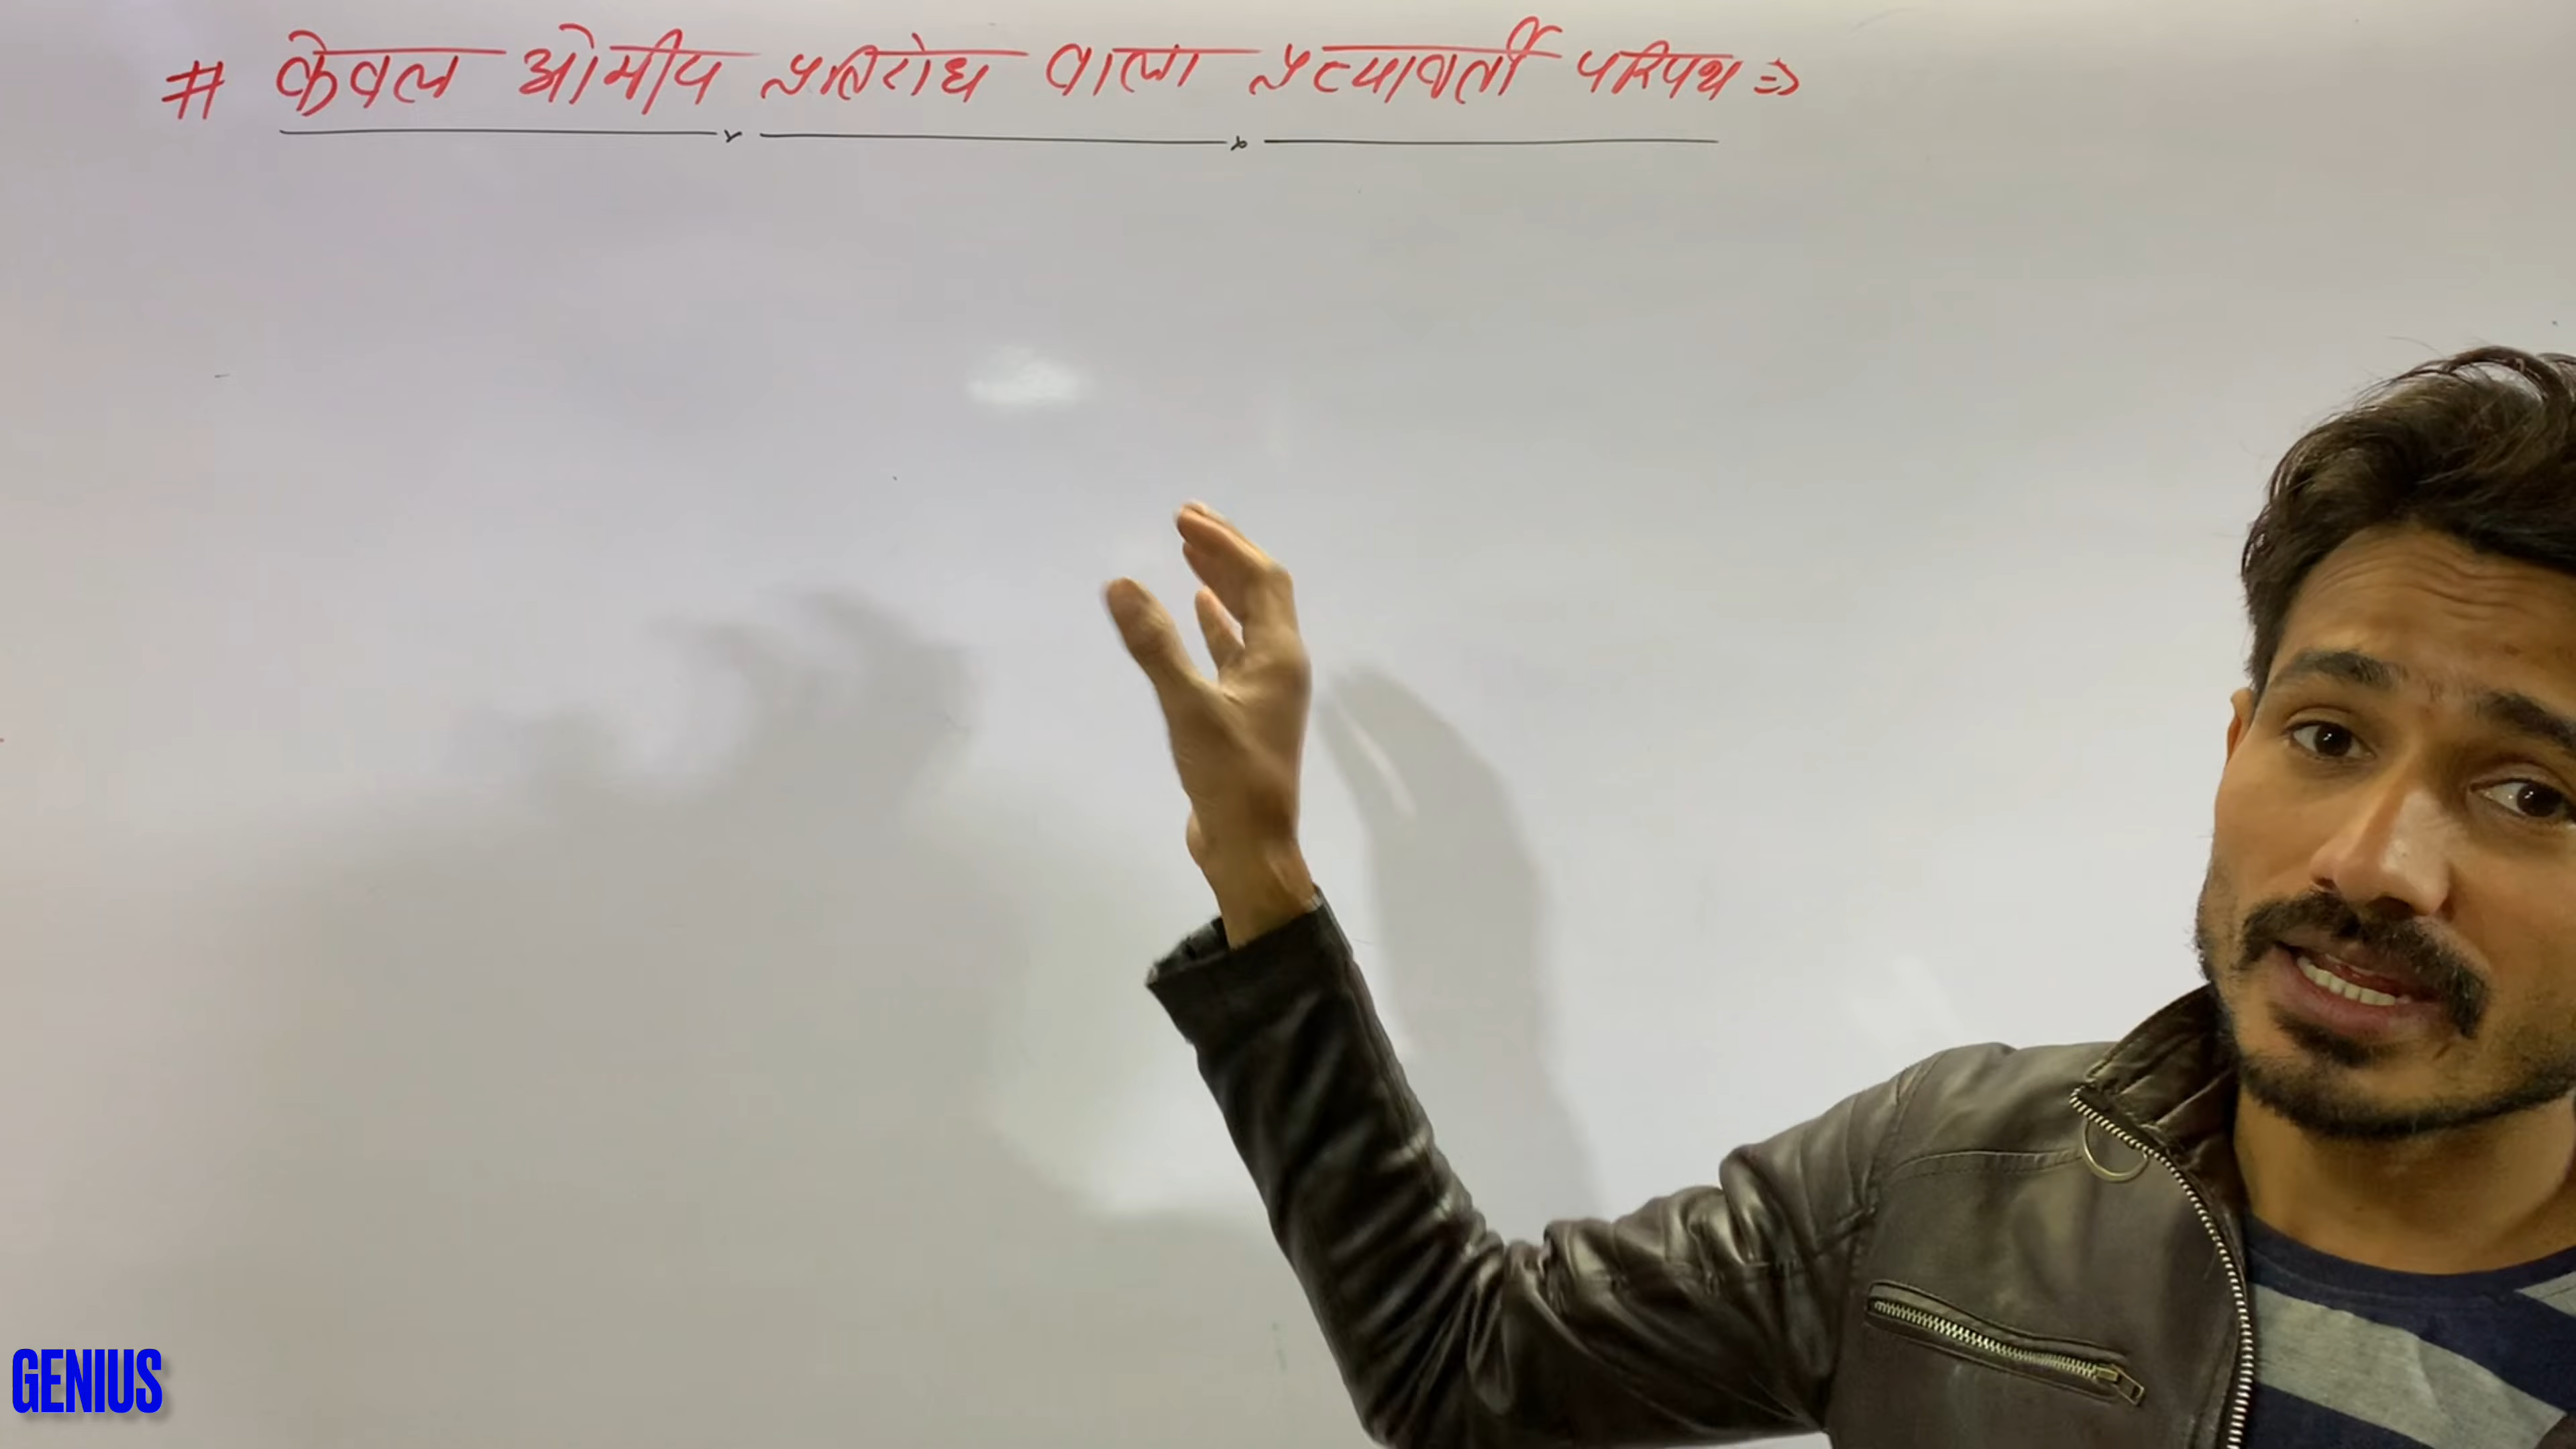 # केवल ओमीय प्रतिरोध वाला प्रत्यावर्ती परिपथ ⇒
GENIUS